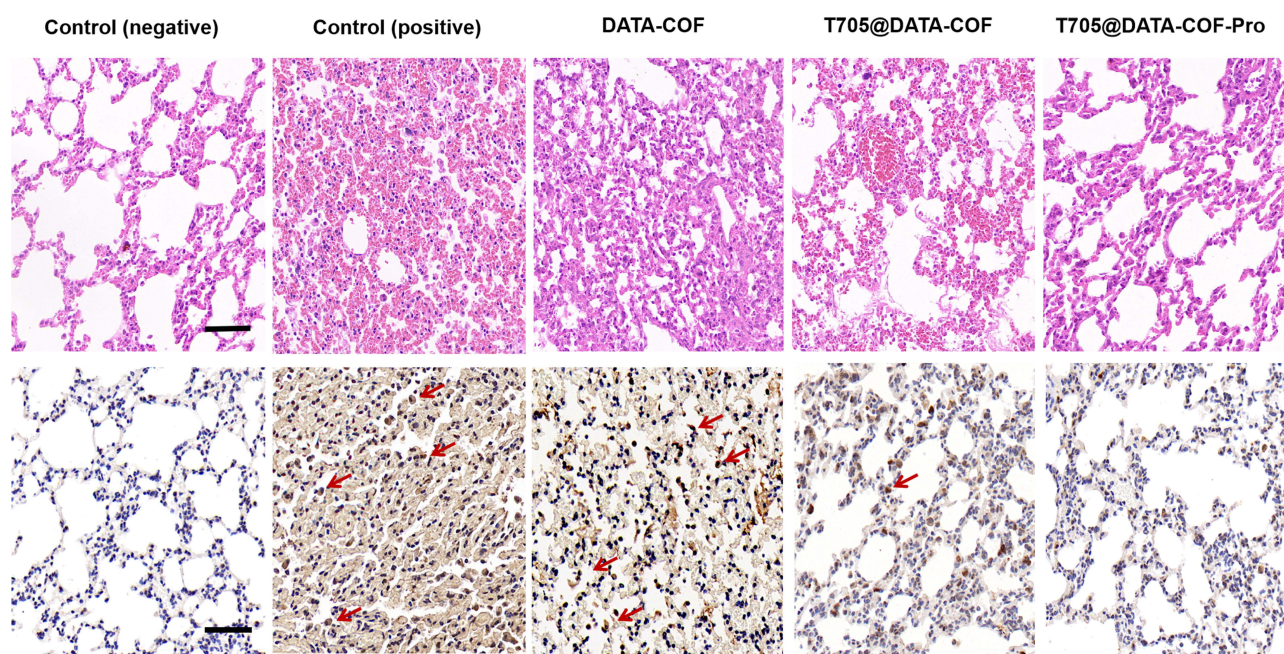 Control (negative)
Control (positive)
DATA-COF
T705@DATA-COF
T705@DATA-COF-Pro